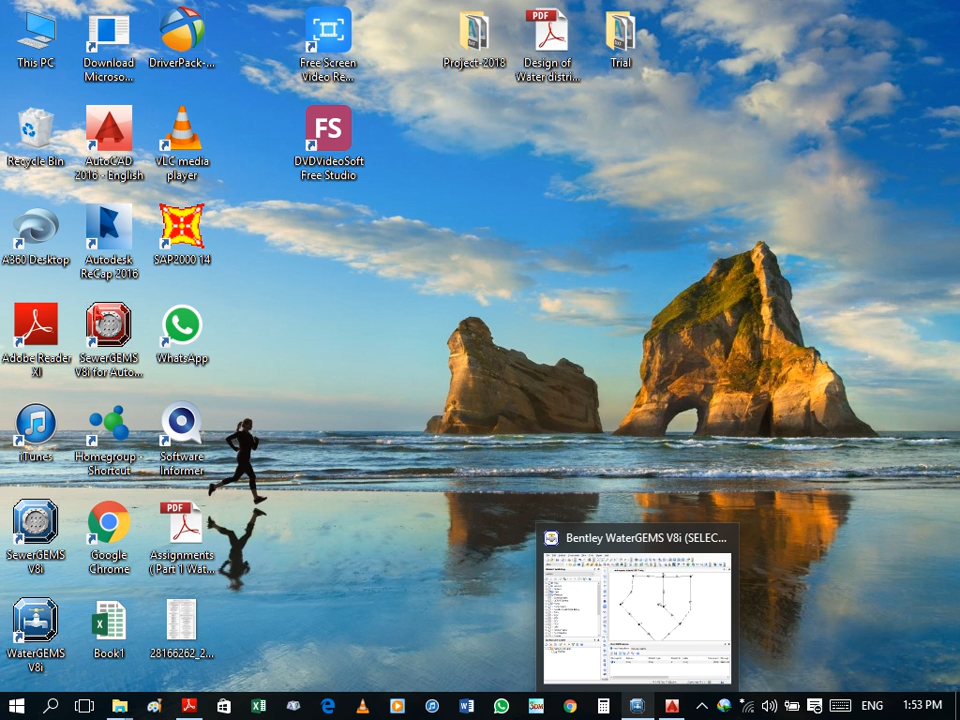 This PC
Download
Microso...
DriverPack-...
Free Screen
Video Re...
Project-2018
PDF
Design of
Water distri...
Trial
Recycle Bin
AutoCAD
2016 - English
VLC media
player
FS
DVDVideoSoft
Free Studio
A360 Desktop
Autodesk
ReCap 2016
SAP2000 14
Adobe Reader
XI
SewerGEMS
V8i for Auto...
WhatsApp
iTunes
Homegroup -
Shortcut
Software
Informer
SewerGEMS
V8i
Google
Chrome
PDF
Assignments
( Part 1 Wat...
Bentley WaterGEMS V8i (SELEC...
WaterGEMS
V8i
Book1
28166262_2...
ENG
1:53 PM